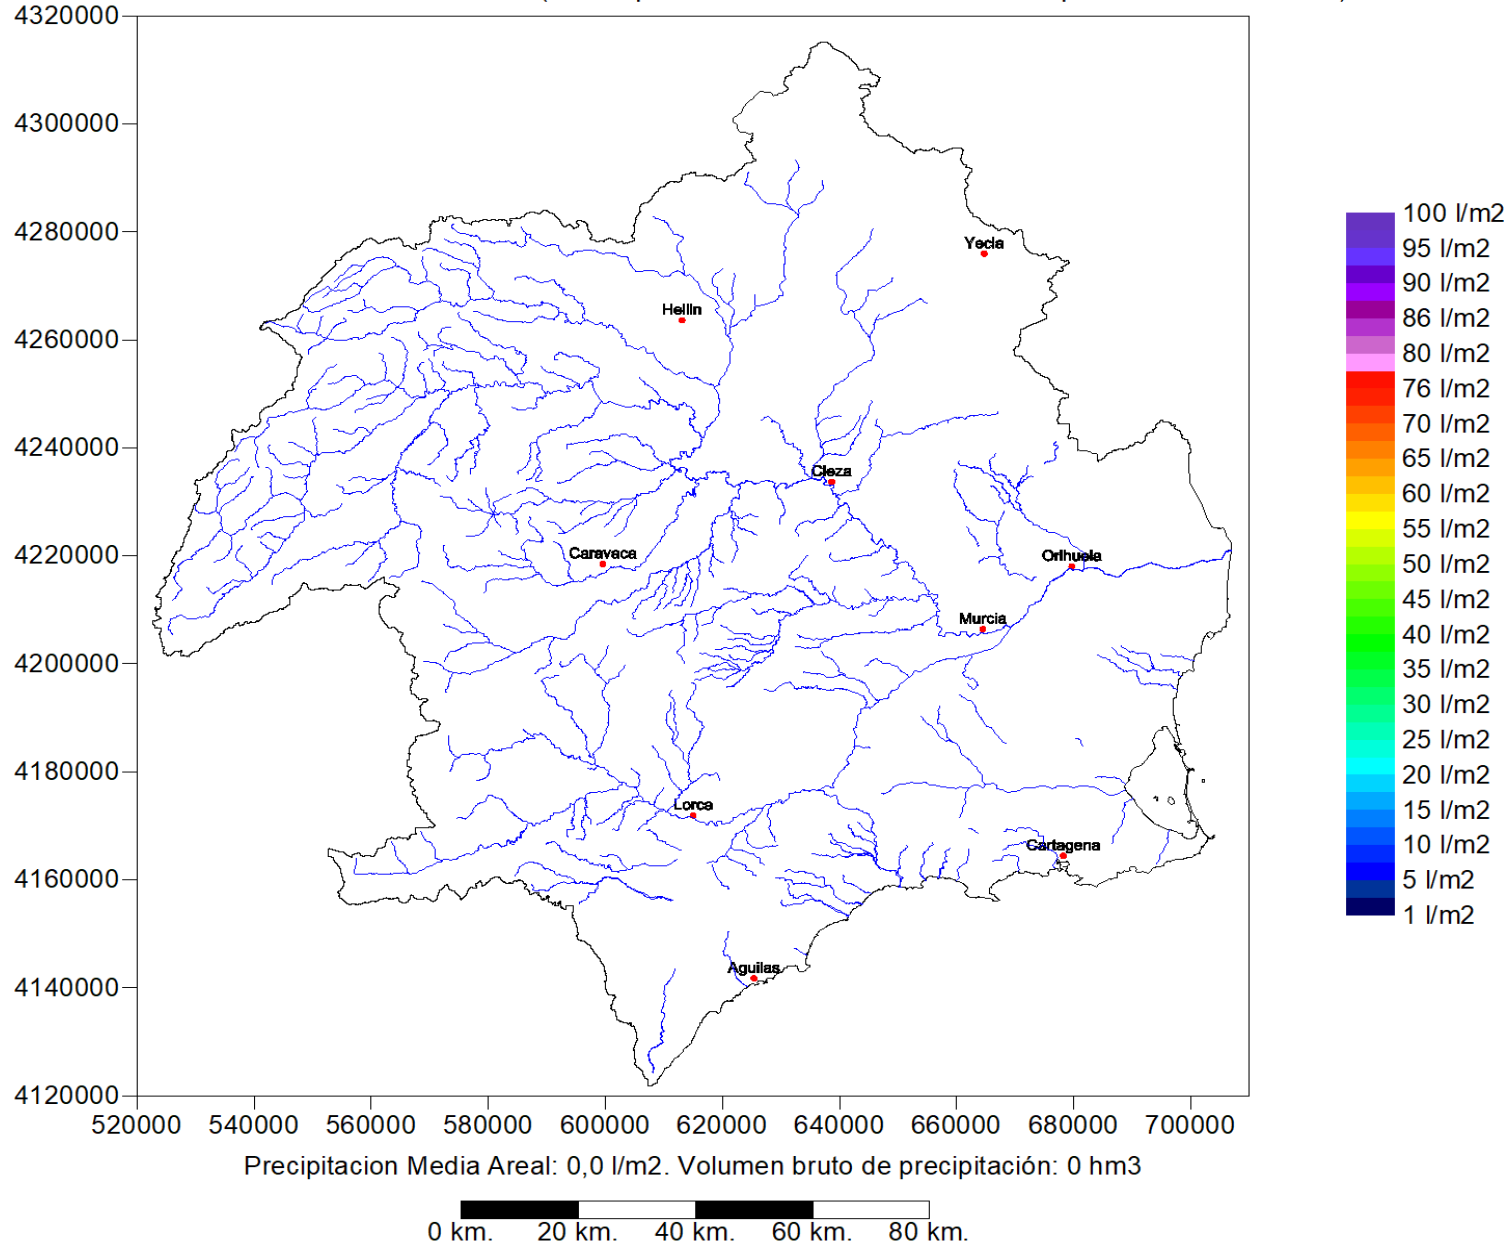 4320000
4300000
4280000
4260000
4240000
4220000
4200000
4180000
4160000
4140000
4120000
520000 540000 560000 580000 600000 620000 640000 660000 680000 700000
Yecla
Hellin
Cieza
Caravaca
Orihuela
Murcia
Lorca
Cartagena
Aguilas
100 l/m2
95 l/m2
90 l/m2
86 l/m2
80 l/m2
76 l/m2
70 l/m2
65 l/m2
60 l/m2
55 l/m2
50 l/m2
45 l/m2
40 l/m2
35 l/m2
30 l/m2
25 l/m2
20 l/m2
15 l/m2
10 l/m2
5 l/m2
1 l/m2
Precipitacion Media Areal: 0,0 l/m2. Volumen bruto de precipitación: 0 hm3
0 km. 20 km. 40 km. 60 km. 80 km.